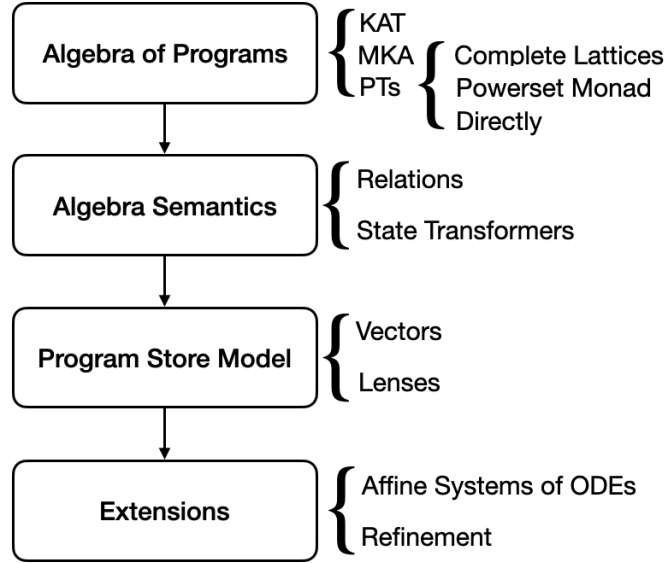 Algebra of Programs
KAT
MKA
PTs
Complete Lattices
Powerset Monad
Directly
Algebra Semantics
Relations
State Transformers
Program Store Model
Vectors
Lenses
Extensions
Affine Systems of ODEs
Refinement